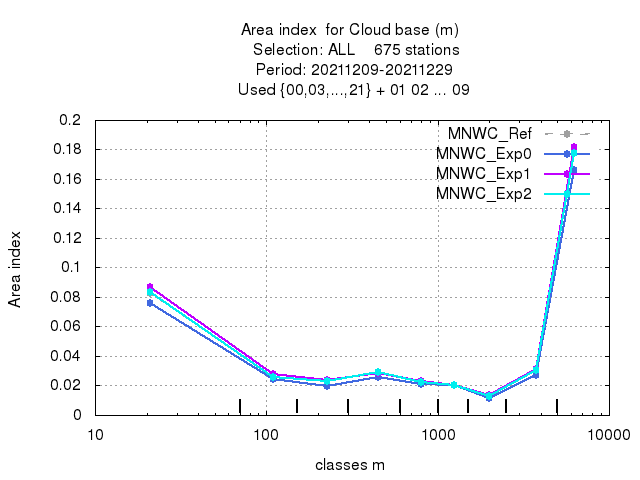 Area index  for Cloud base (m)
Selection: ALL    675 stations
Period: 20211209-20211229
Used {00,03,...,21} + 01 02 ... 09
MNWC_Ref
MNWC_Exp0
MNWC_Exp1
MNWC_Exp2
Area index
0.2
0.18
0.16
0.14
0.12
0.1
0.08
0.06
0.04
0.02
0
10
100
1000
10000
classes m